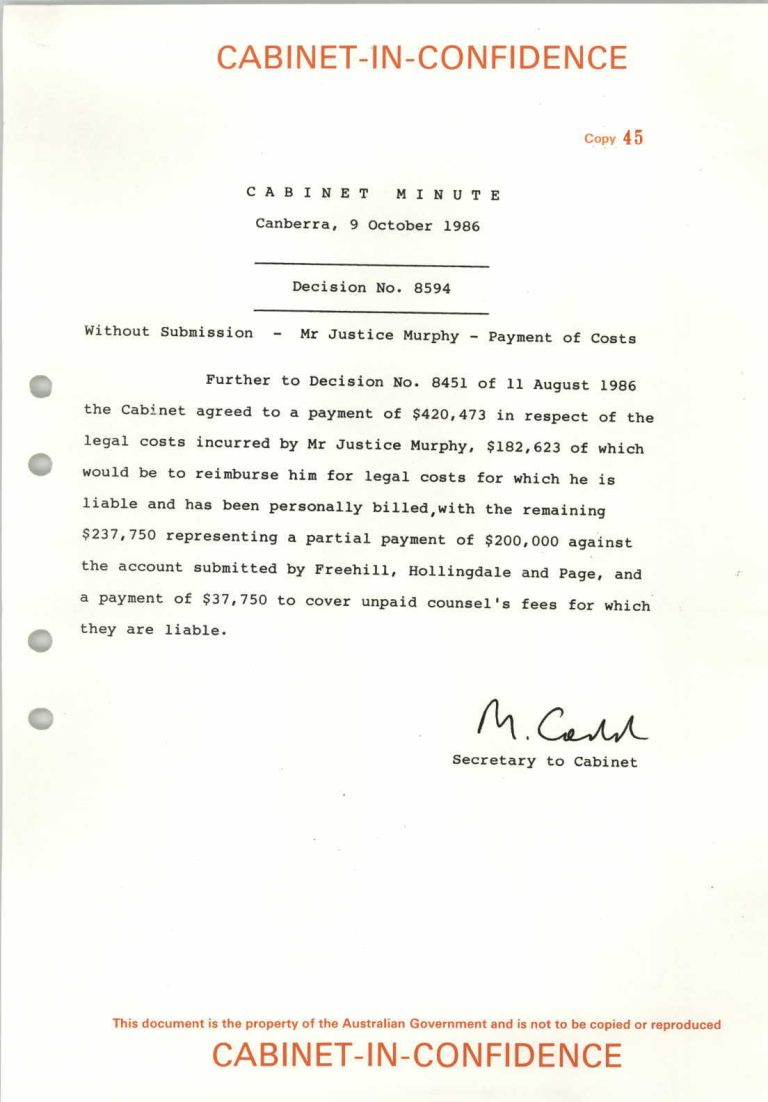 CABINET-IN-CONFIDENCE
Copy 45
CABINET MINUTE
Canberra, 9 October 1986
Decision No. 8594
Without Submission - Mr Justice Murphy - Payment of Costs
Further to Decision No. 8451 of 11 August 1986
the Cabinet agreed to a payment of $420,473 in respect of the
legal costs incurred by Mr Justice Murphy, $182,623 of which
would be to reimburse him for legal costs for which he is
liable and has been personally billed,with the remaining
$237,750 representing a partial payment of $200,000 against
the account submitted by Freehill, Hollingdale and Page, and
a payment of $37,750 to cover unpaid counsel's fees for which
they are liable.
M. Codd
Secretary to Cabinet
This document is the property of the Australian Government and is not to be copied or reproduced
CABINET-IN-CONFIDENCE